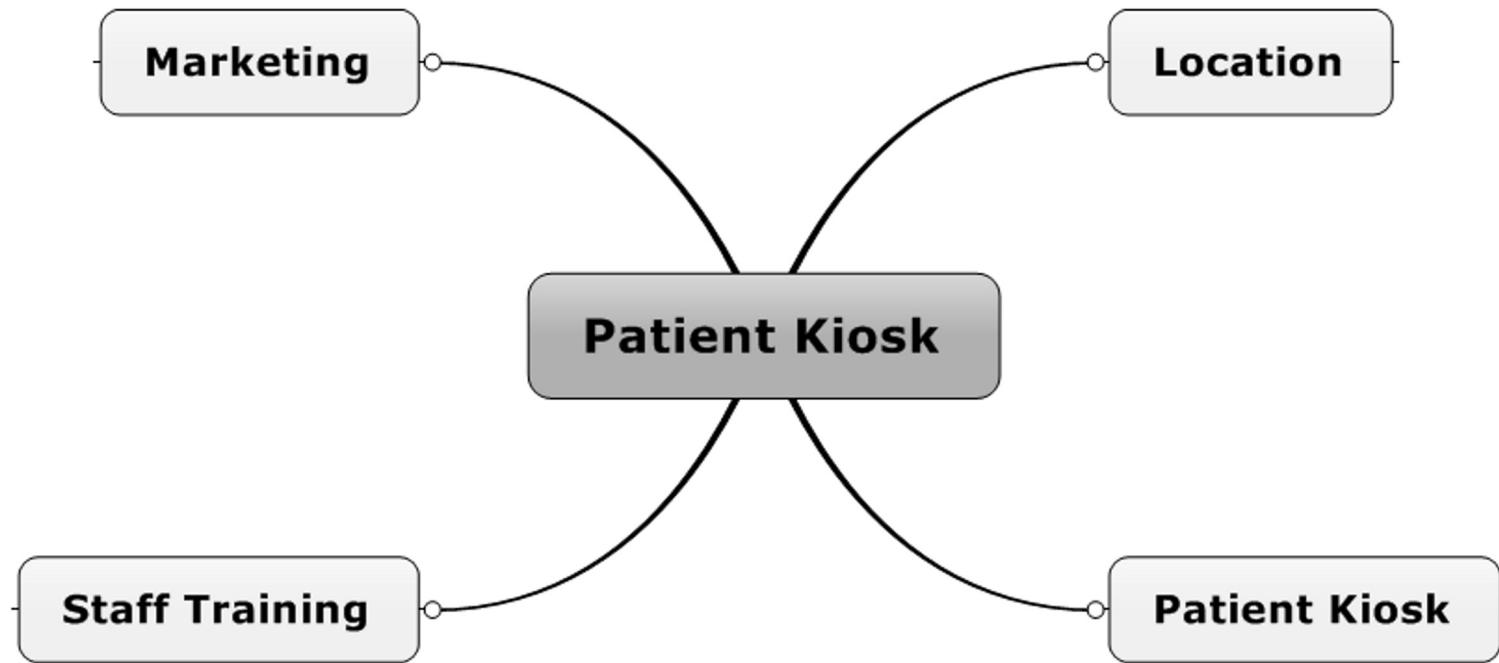 Marketing
Location
Patient Kiosk
Staff Training
Patient Kiosk